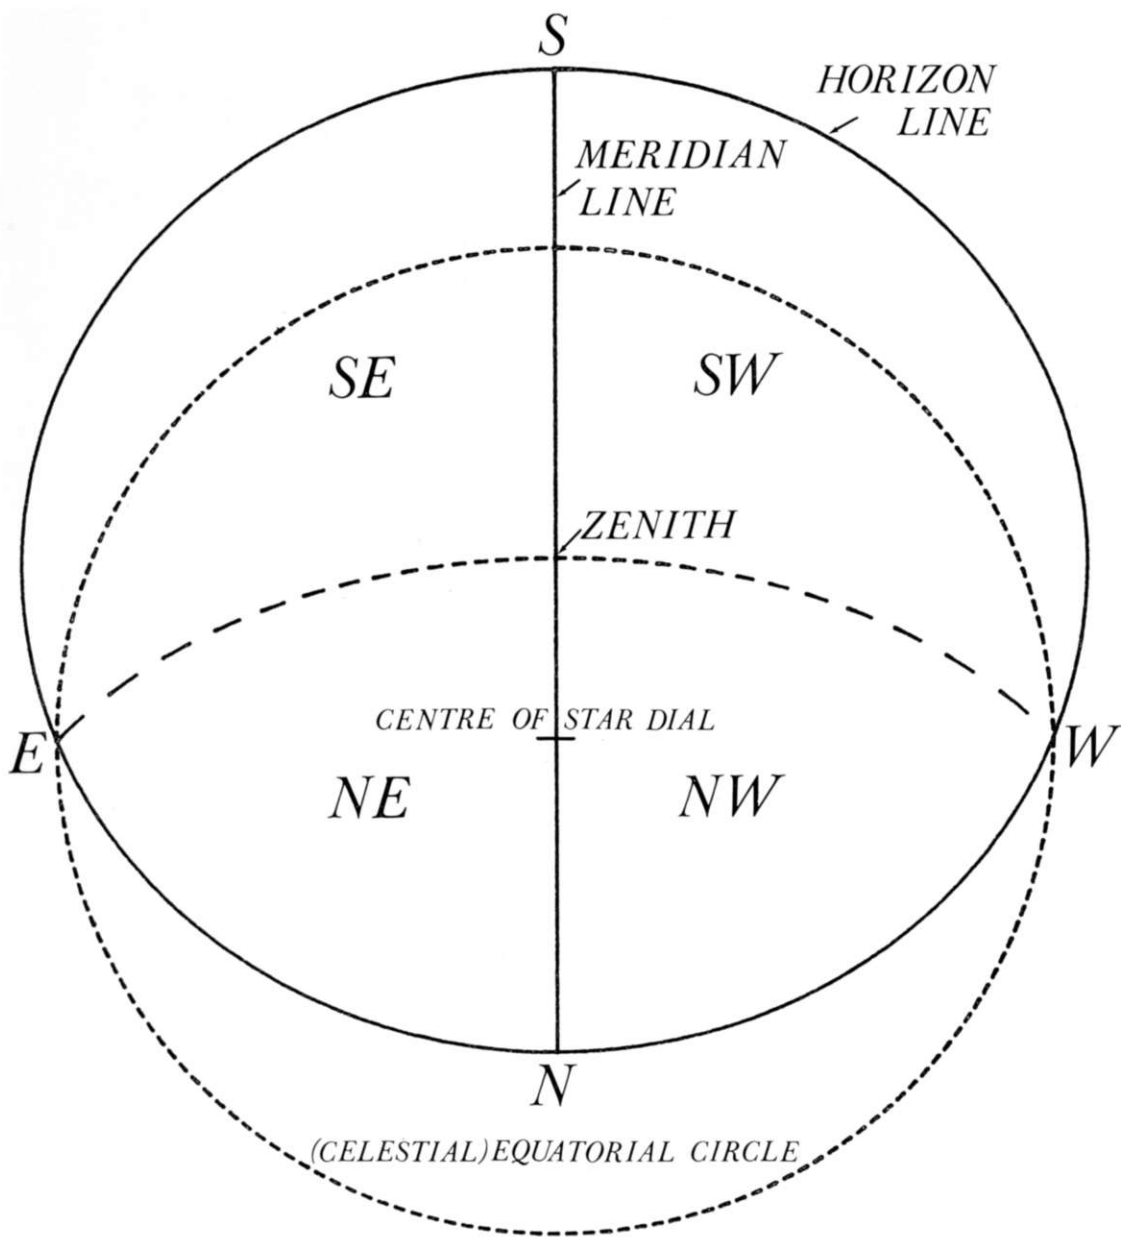 S
HORIZON
LINE
MERIDIAN
LINE
SE
SW
ZENITH
CENTRE OF STAR DIAL
E
W
NE
NW
N
(CELESTIAL) EQUATORIAL CIRCLE